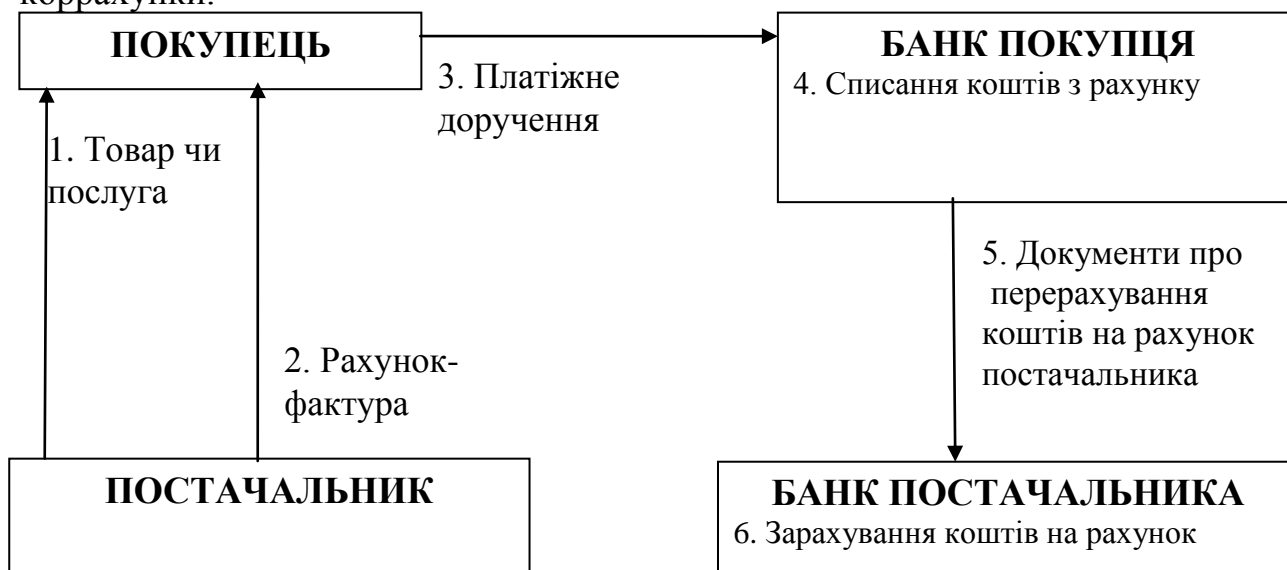 коррахунки.
ПОКУПЕЦЬ
БАНК ПОКУПЦЯ
4. Списання коштів з рахунку
3. Платіжне
доручення
1. Товар чи
послуга
5. Документи про
перерахування
коштів на рахунок
постачальника
2. Рахунок-
фактура
ПОСТАЧАЛЬНИК
БАНК ПОСТАЧАЛЬНИКА
6. Зарахування коштів на рахунок